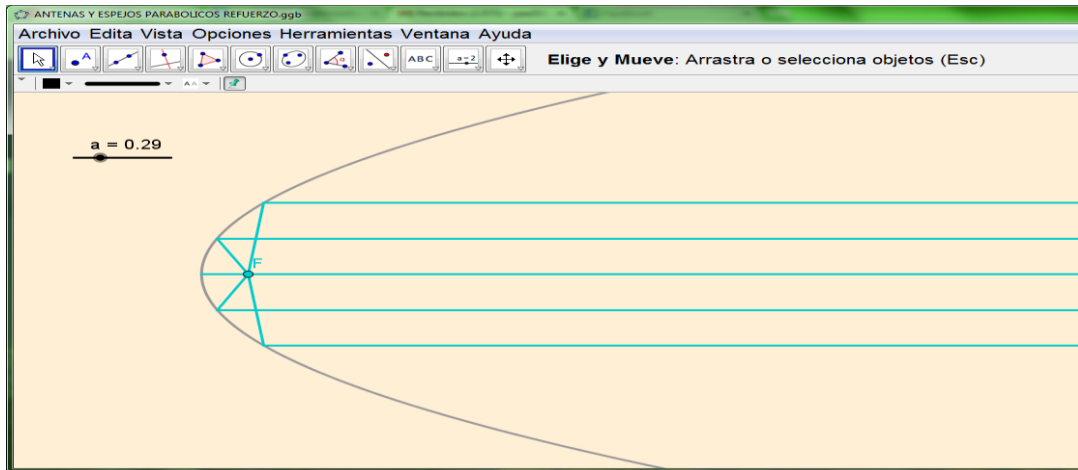 ANTENAS Y ESPEJOS PARABOLICOS REFUERZO.ggb
Archivo Edita Vista Opciones Herramientas Ventana Ayuda
A α ABC a=2 Elige y Mueve: Arrastra o selecciona objetos (Esc)
AA
a = 0.29
F